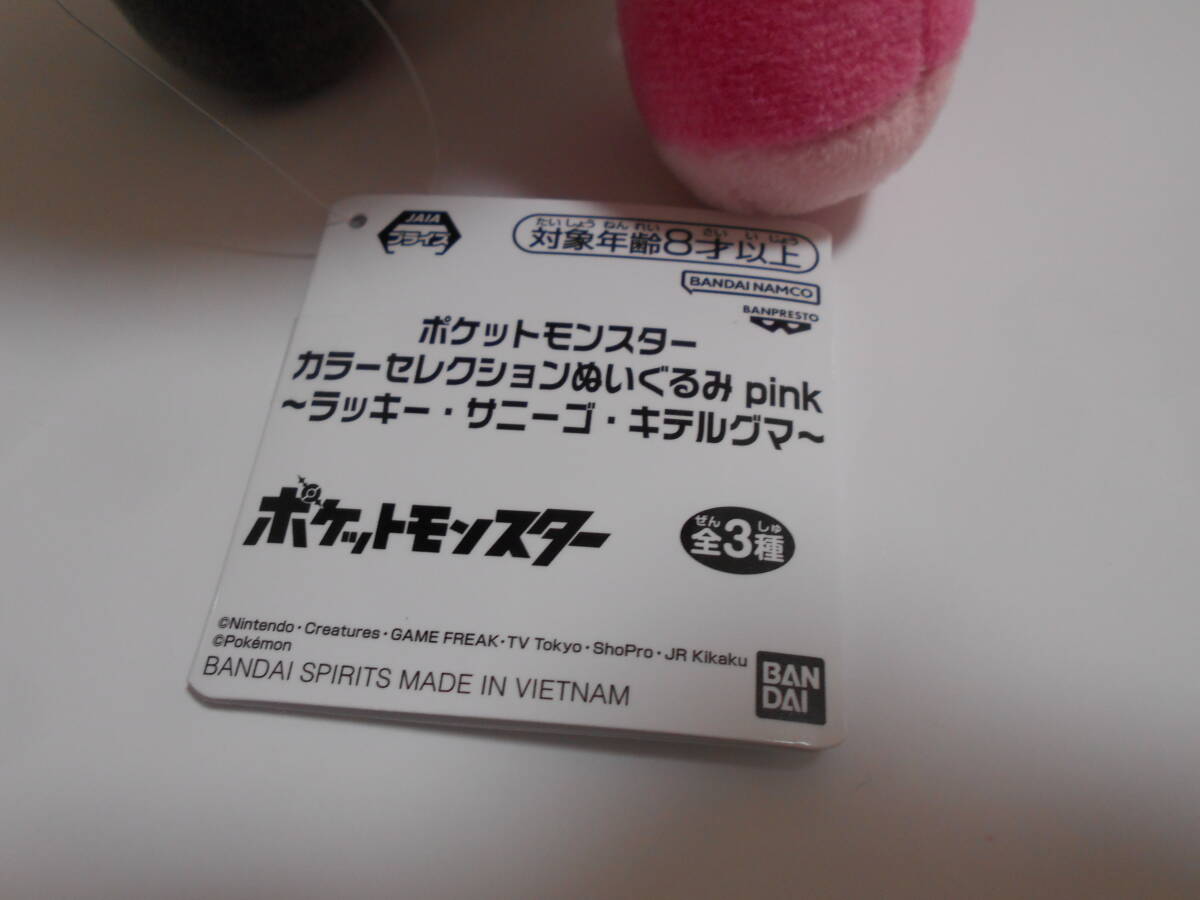 JAIA
プライズ
たいしょうねんれい さいいじょう
対象年齢8才以上
BANDAI NAMCO
BANPRESTO
ポケットモンスター
カラーセレクションぬいぐるみ pink
~ラッキー・サニーゴ・キテルグマ~
ポケットモンスター
ぜん しゅ
全3種
©Nintendo・Creatures・GAME FREAK・TV Tokyo・ShoPro・JR Kikaku
©Pokémon
BANDAI SPIRITS MADE IN VIETNAM
BAN
DAI